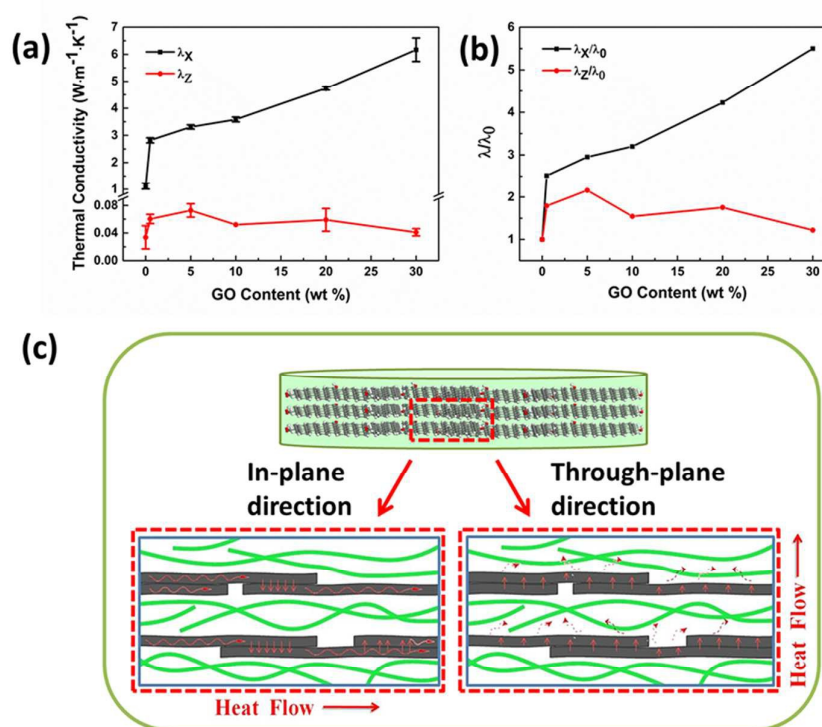 (a)
λX
λZ
Thermal Conductivity (W·m⁻¹·K⁻¹)
7
6
5
4
3
2
1
0.08
0.04
0.00
0 5 10 15 20 25 30
GO Content (wt %)
(b)
λX/λ0
λZ/λ0
λ/λ0
6
5
4
3
2
1
0 5 10 15 20 25 30
GO Content (wt %)
(c)
In-plane
direction
Through-plane
direction
Heat Flow
Heat Flow